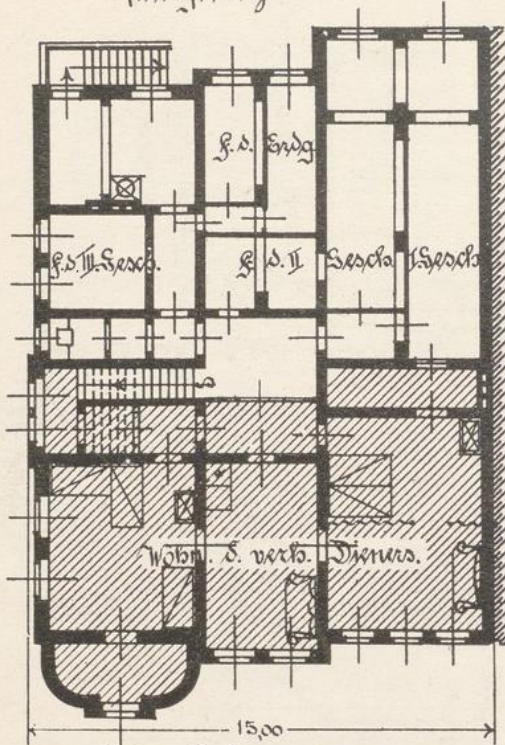 K. d. Erdg
K. d. III. Gesch.
K. d. II
Gesch.
I. Gesch.
Wohn. d. verh. Dieners.
15,00